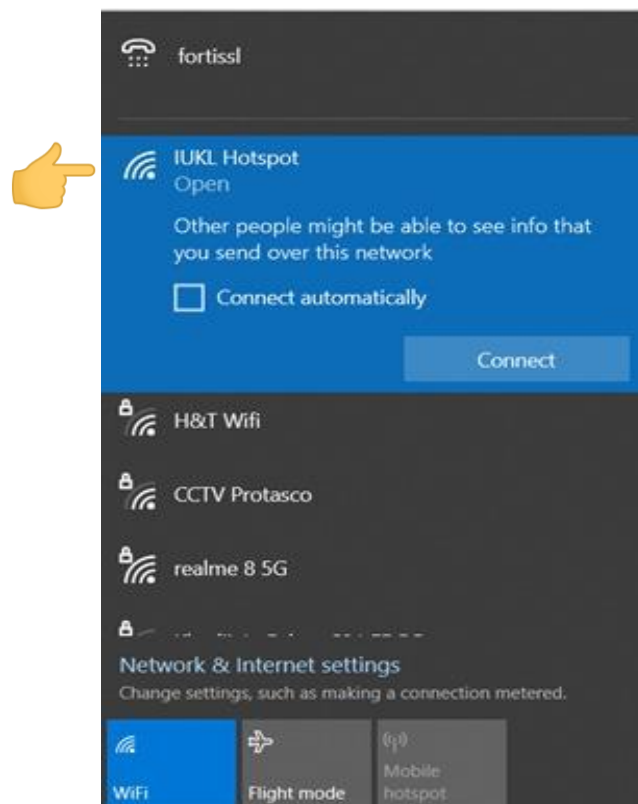 fortissl
IUKL Hotspot
Open
Other people might be able to see info that
you send over this network
Connect automatically
Connect
H&T Wifi
CCTV Protasco
realme 8 5G
Network & Internet settings
Change settings, such as making a connection metered.
WiFi
Flight mode
Mobile
hotspot